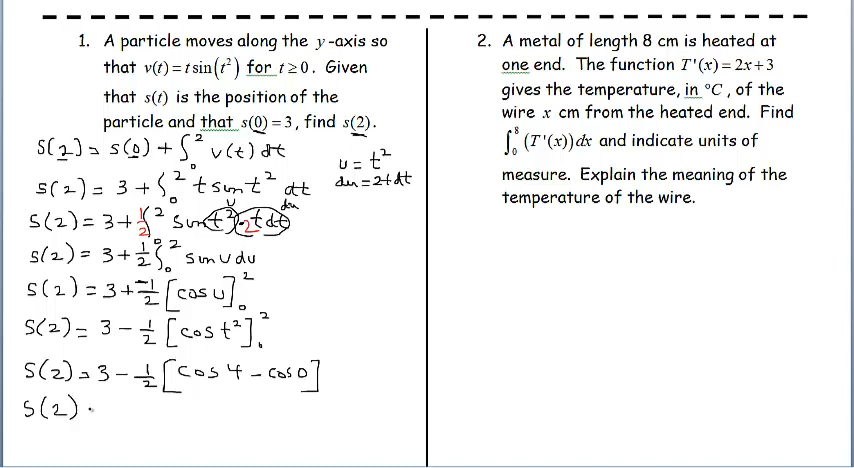 1. A particle moves along the y-axis so
that v(t) = t sin(t²) for t ≥ 0. Given
that s(t) is the position of the
particle and that s(0) = 3, find s(2).
S(2) = S(0) + ∫₀² v(t) dt
u = t²
du = 2t dt
S(2) = 3 + ∫₀² t sin t² dt
u du
S(2) = 3 + 1/2 ∫₀² sin t² · 2 t dt
S(2) = 3 + 1/2 ∫₀² sin u du
S(2) = 3 + -1/2 [cos u]₀²
S(2) = 3 - 1/2 [cos t²]₀²
S(2) = 3 - 1/2 [cos 4 - cos 0]
S(2)
2. A metal of length 8 cm is heated at
one end. The function T'(x) = 2x+3
gives the temperature, in °C, of the
wire x cm from the heated end. Find
∫₀⁸ (T'(x))dx and indicate units of
measure. Explain the meaning of the
temperature of the wire.